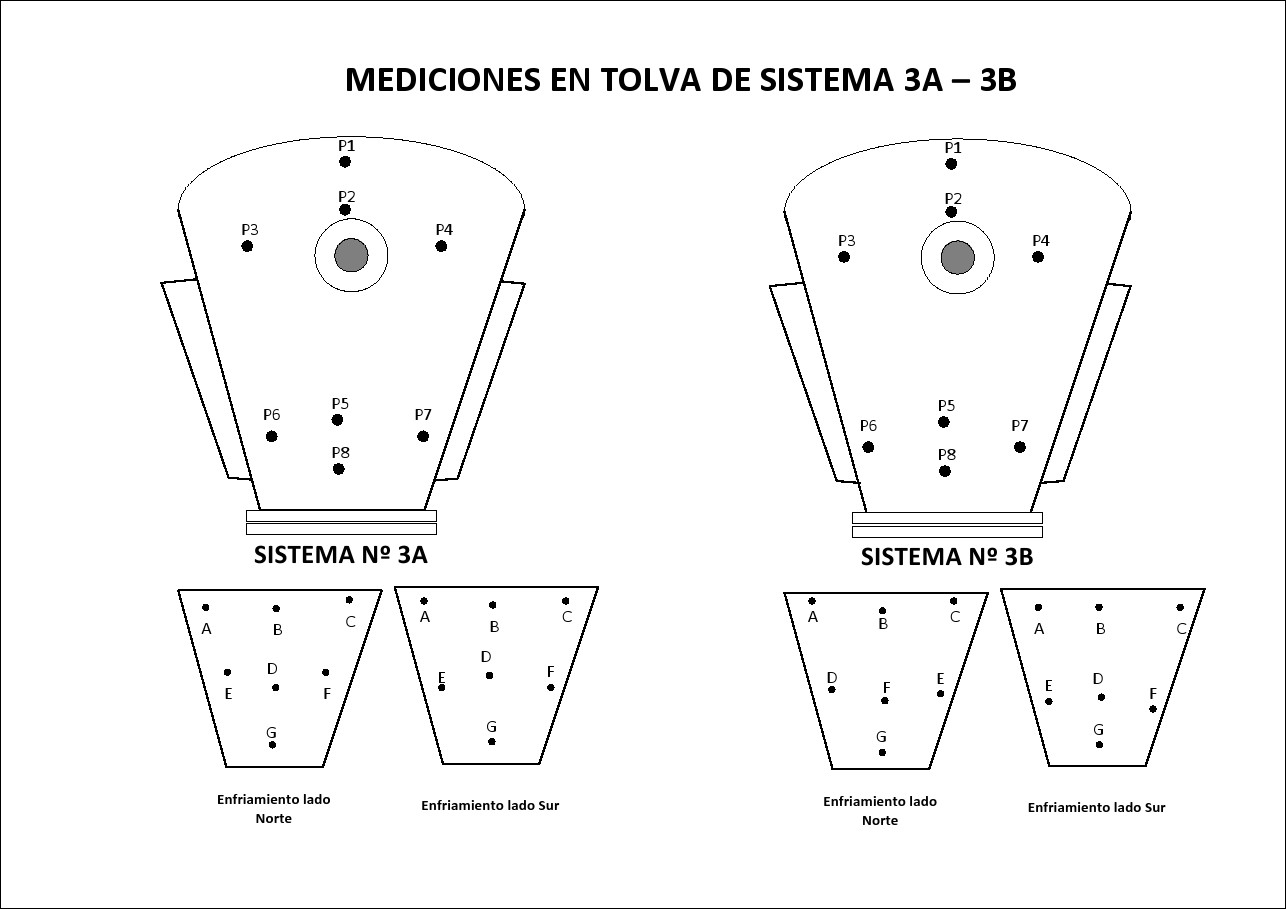 MEDICIONES EN TOLVA DE SISTEMA 3A – 3B
P1
P2
P3
P4
P5
P6
P7
P8
SISTEMA Nº 3A
P1
P2
P3
P4
P5
P6
P7
P8
SISTEMA Nº 3B
A
B
C
D
E
F
G
Enfriamiento lado
Norte
A
B
C
D
E
F
G
Enfriamiento lado Sur
A
B
C
D
F
E
G
Enfriamiento lado
Norte
A
B
C
D
E
F
G
Enfriamiento lado Sur